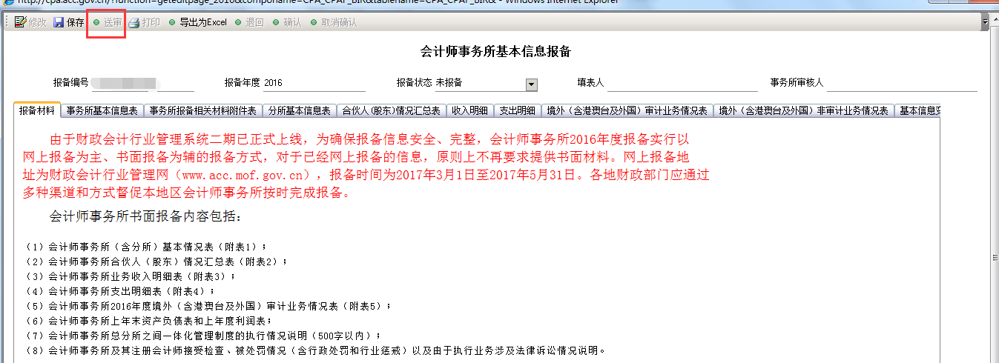 http://cpa.acc.gov.cn/?function=geteditpage_2016&componame=CPA_CPAF_BIR&tablename=CPA_CPAF_BIR& - Windows Internet Explorer
修改 保存 送审 打印 导出为Excel 退回 确认 取消确认
会计师事务所基本信息报备
报备编号 报备年度 2016 报备状态 未报备 填表人 事务所审核人
报备材料 事务所基本信息表 事务所报备相关材料附件表 分所基本信息表 合伙人(股东)情况汇总表 收入明细 支出明细 境外（含港澳台及外国）审计业务情况表 境外（含港澳台及外国）非审计业务情况表 基本信息变
由于财政会计行业管理系统二期已正式上线，为确保报备信息安全、完整，会计师事务所2016年度报备实行以
网上报备为主、书面报备为辅的报备方式，对于已经网上报备的信息，原则上不再要求提供书面材料。网上报备地
址为财政会计行业管理网（www.acc.mof.gov.cn），报备时间为2017年3月1日至2017年5月31日。各地财政部门应通过
多种渠道和方式督促本地区会计师事务所按时完成报备。
会计师事务所书面报备内容包括：
（1）会计师事务所（含分所）基本情况表（附表1）；
（2）会计师事务所合伙人（股东）情况汇总表（附表2）；
（3）会计师事务所业务收入明细表（附表3）；
（4）会计师事务所支出明细表（附表4）；
（5）会计师事务所2016年度境外（含港澳台及外国）审计业务情况表（附表5）；
（6）会计师事务所上年末资产负债表和上年度利润表；
（7）会计师事务所总分所之间一体化管理制度的执行情况说明（500字以内）；
（8）会计师事务所及其注册会计师接受检查、被处罚情况（含行政处罚和行业惩戒）以及由于执行业务涉及法律诉讼情况说明。